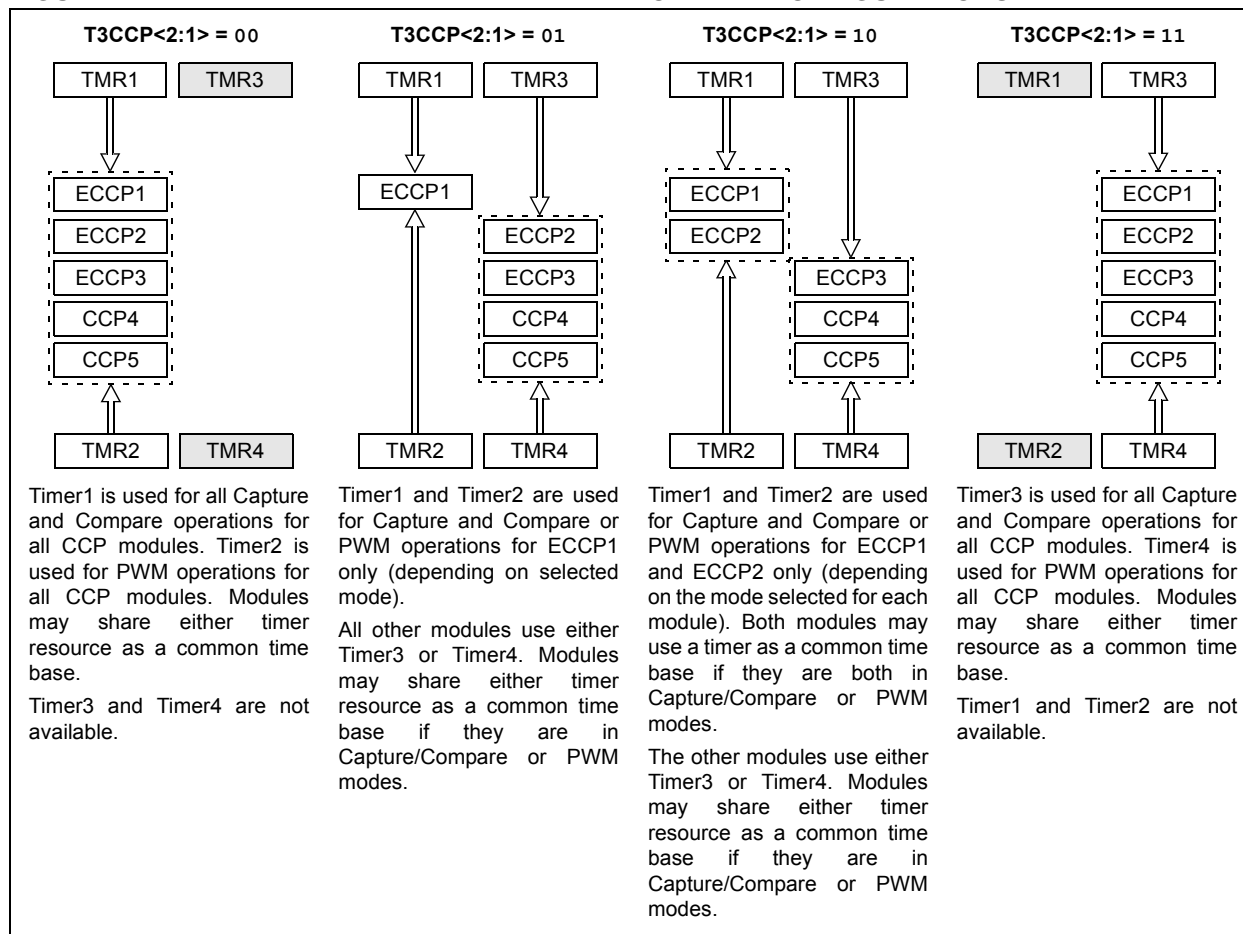 T3CCP<2:1> = 00
TMR1
TMR3
ECCP1
ECCP2
ECCP3
CCP4
CCP5
TMR2
TMR4
Timer1 is used for all Capture
and Compare operations for
all CCP modules. Timer2 is
used for PWM operations for
all CCP modules. Modules
may share either timer
resource as a common time
base.
Timer3 and Timer4 are not
available.
T3CCP<2:1> = 01
TMR1
TMR3
ECCP1
ECCP2
ECCP3
CCP4
CCP5
TMR2
TMR4
Timer1 and Timer2 are used
for Capture and Compare or
PWM operations for ECCP1
only (depending on selected
mode).
All other modules use either
Timer3 or Timer4. Modules
may share either timer
resource as a common time
base if they are in
Capture/Compare or PWM
modes.
T3CCP<2:1> = 10
TMR1
TMR3
ECCP1
ECCP2
ECCP3
CCP4
CCP5
TMR2
TMR4
Timer1 and Timer2 are used
for Capture and Compare or
PWM operations for ECCP1
and ECCP2 only (depending
on the mode selected for each
module). Both modules may
use a timer as a common time
base if they are both in
Capture/Compare or PWM
modes.
The other modules use either
Timer3 or Timer4. Modules
may share either timer
resource as a common time
base if they are in
Capture/Compare or PWM
modes.
T3CCP<2:1> = 11
TMR1
TMR3
ECCP1
ECCP2
ECCP3
CCP4
CCP5
TMR2
TMR4
Timer3 is used for all Capture
and Compare operations for
all CCP modules. Timer4 is
used for PWM operations for
all CCP modules. Modules
may share either timer
resource as a common time
base.
Timer1 and Timer2 are not
available.